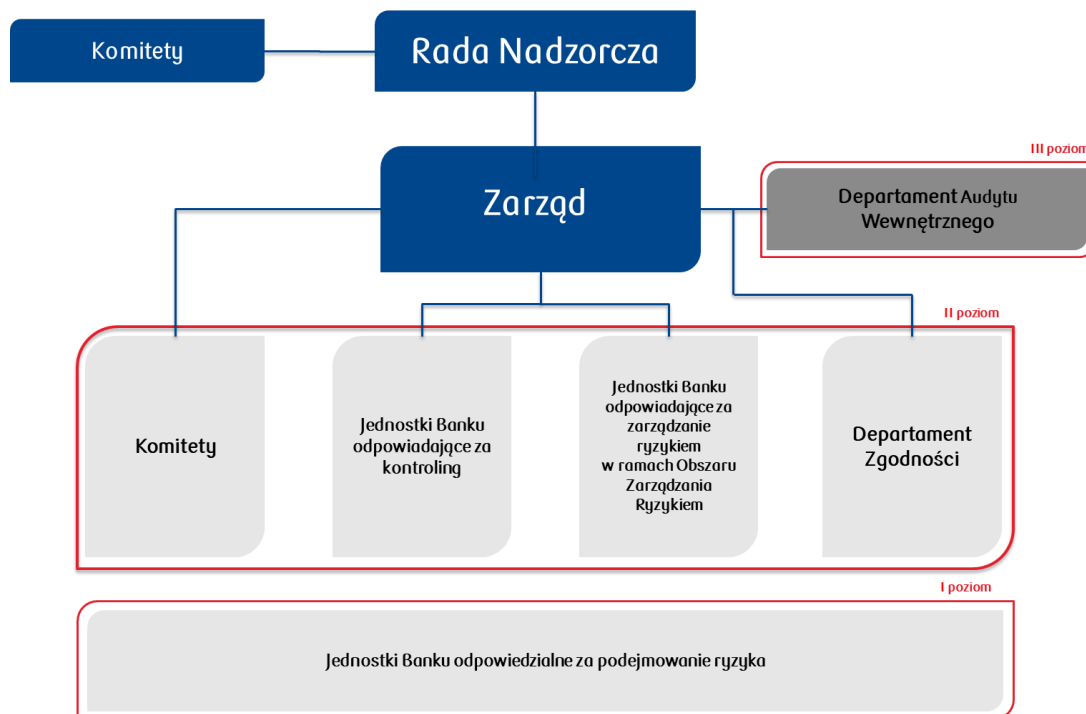 Komitety
Rada Nadzorcza
Zarząd
III poziom
Departament Audytu
Wewnętrznego
II poziom
Komitety
Jednostki Banku
odpowiadające za
kontroling
Jednostki Banku
odpowiadające za
zarządzanie
ryzykiem
w ramach Obszaru
Zarządzania
Ryzykiem
Departament
Zgodności
I poziom
Jednostki Banku odpowiedzialne za podejmowanie ryzyka